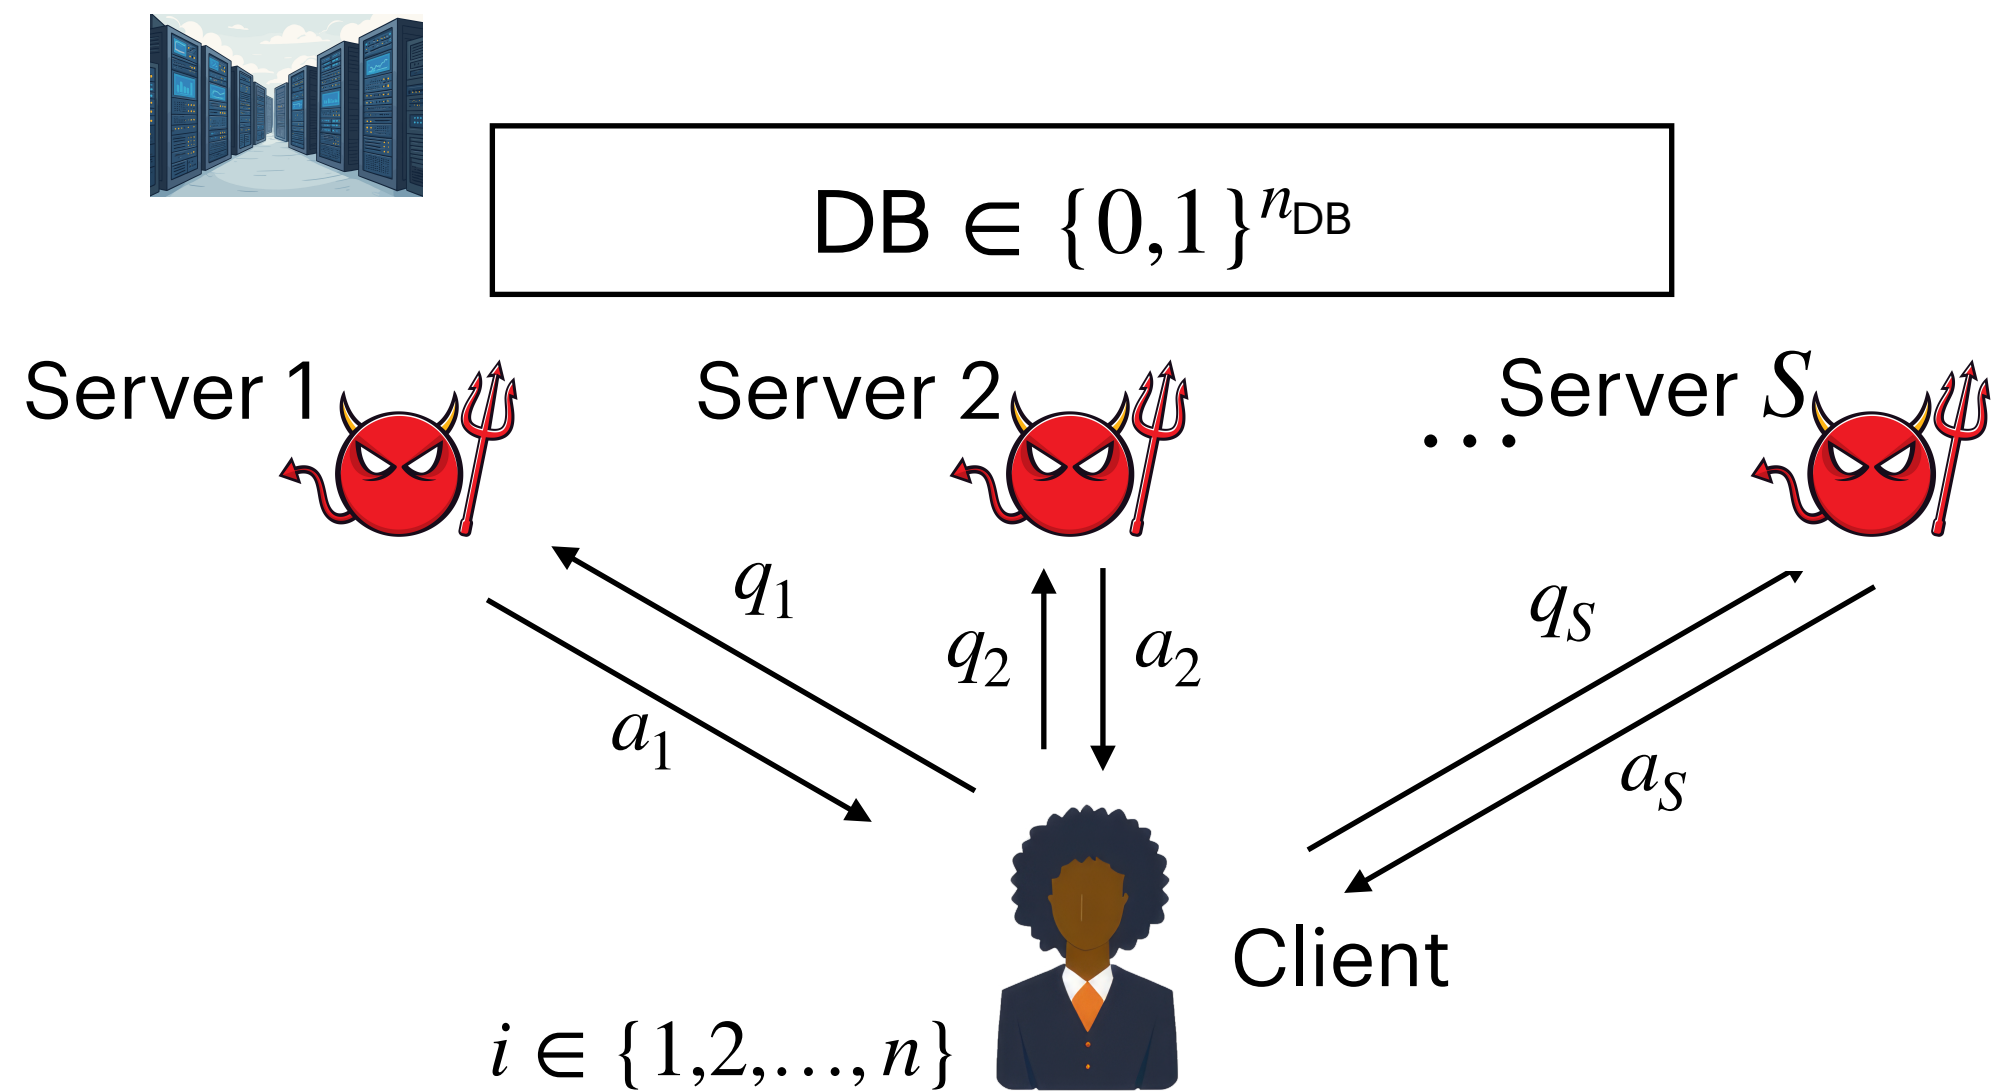 DB ∈ {0,1}^{n_DB}
Server 1
Server 2
...
Server S
q_1
a_1
q_2
a_2
q_S
a_S
Client
i ∈ {1,2,…,n}